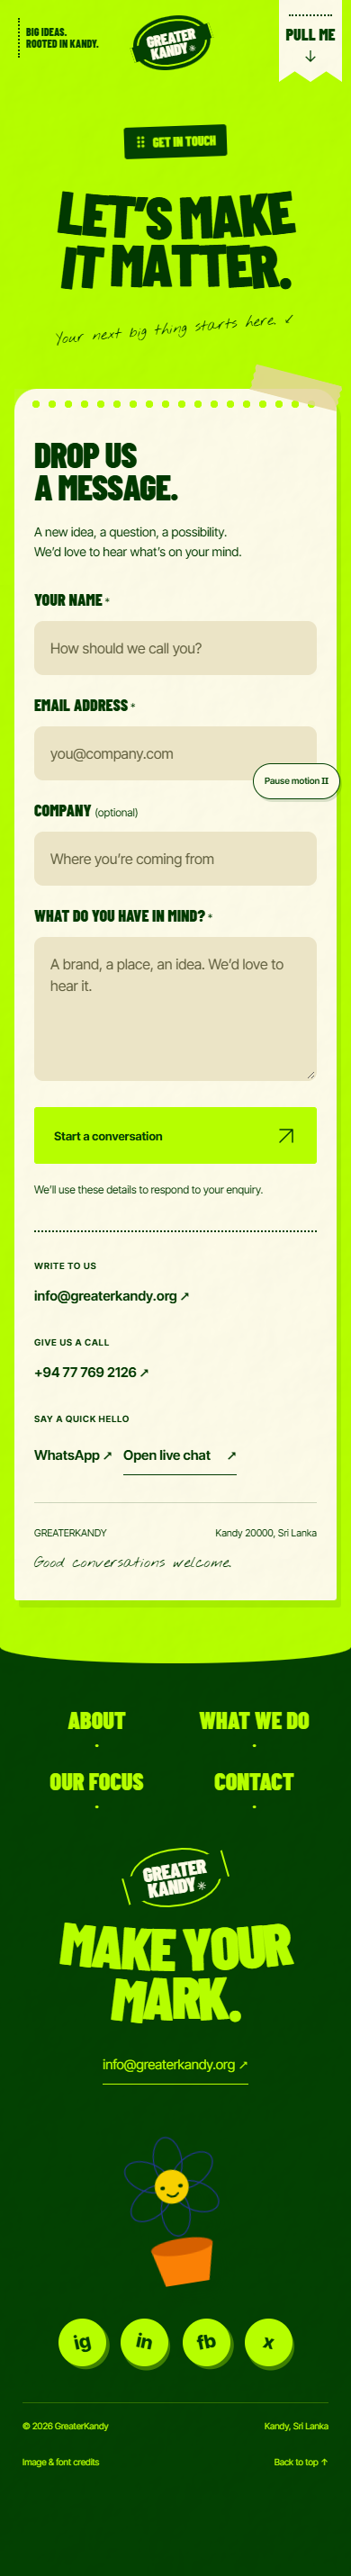 BIG IDEAS.
ROOTED IN KANDY.
GREATER
KANDY
PULL ME
↓
GET IN TOUCH
LET'S MAKE
IT MATTER.
Your next big thing starts here. ↙
DROP US
A MESSAGE.
A new idea, a question, a possibility.
We'd love to hear what's on your mind.
YOUR NAME *
How should we call you?
EMAIL ADDRESS *
you@company.com
Pause motion II
COMPANY (optional)
Where you're coming from
WHAT DO YOU HAVE IN MIND? *
A brand, a place, an idea. We'd love to
hear it.
Start a conversation
We'll use these details to respond to your enquiry.
WRITE TO US
info@greaterkandy.org ↗
GIVE US A CALL
+94 77 769 2126 ↗
SAY A QUICK HELLO
WhatsApp ↗ Open live chat ↗
GREATERKANDY Kandy 20000, Sri Lanka
Good conversations welcome.
ABOUT WHAT WE DO
OUR FOCUS CONTACT
GREATER
KANDY
MAKE YOUR
MARK.
info@greaterkandy.org ↗
ig in fb x
© 2026 GreaterKandy Kandy, Sri Lanka
Image & font credits Back to top ↑